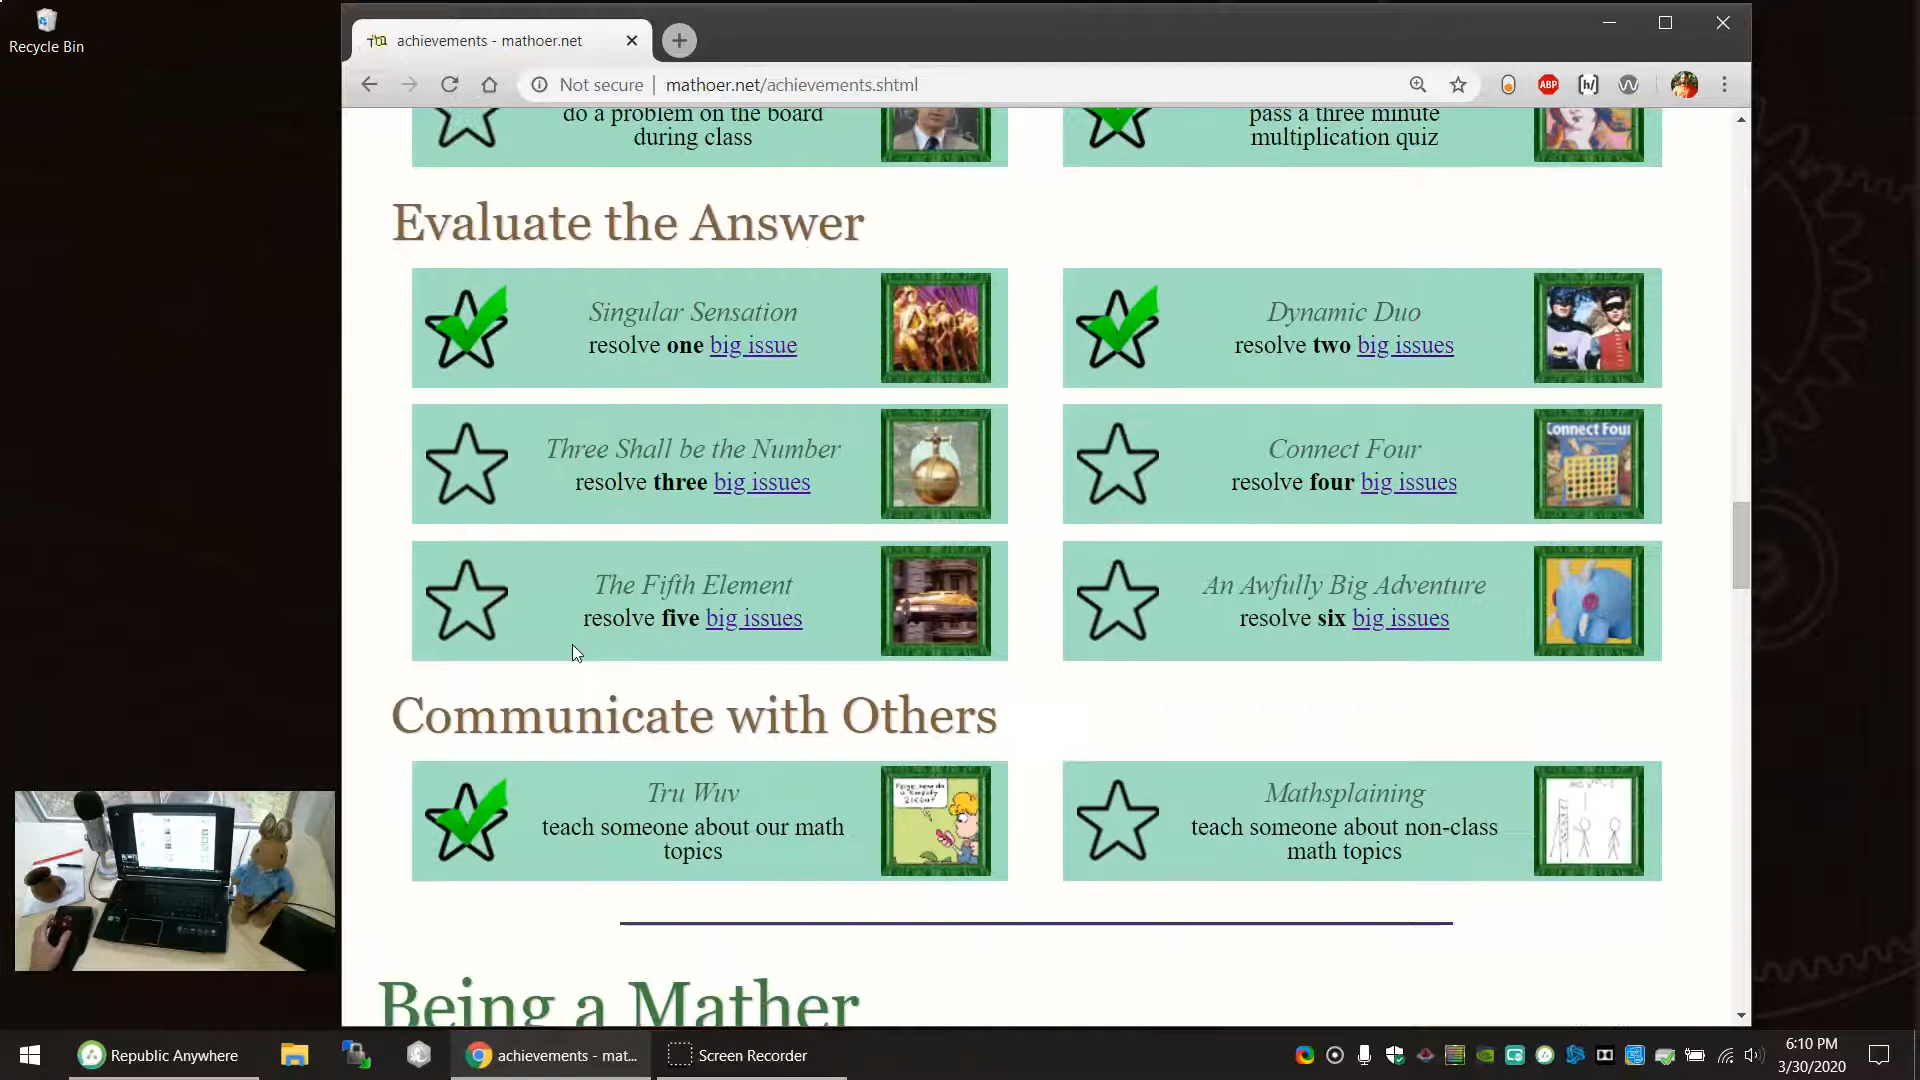 Recycle Bin
achievements - mathoer.net
Not secure
mathoer.net/achievements.shtml
ABP
do a problem on the board
during class
pass a three minute
multiplication quiz
Evaluate the Answer
Singular Sensation
resolve one big issue
Dynamic Duo
resolve two big issues
Three Shall be the Number
resolve three big issues
Connect Four
resolve four big issues
Connect Four
The Fifth Element
resolve five big issues
An Awfully Big Adventure
resolve six big issues
Communicate with Others
Tru Wuv
teach someone about our math
topics
Mathsplaining
teach someone about non-class
math topics
Being a Mather
Republic Anywhere
achievements - mat...
Screen Recorder
6:10 PM
3/30/2020